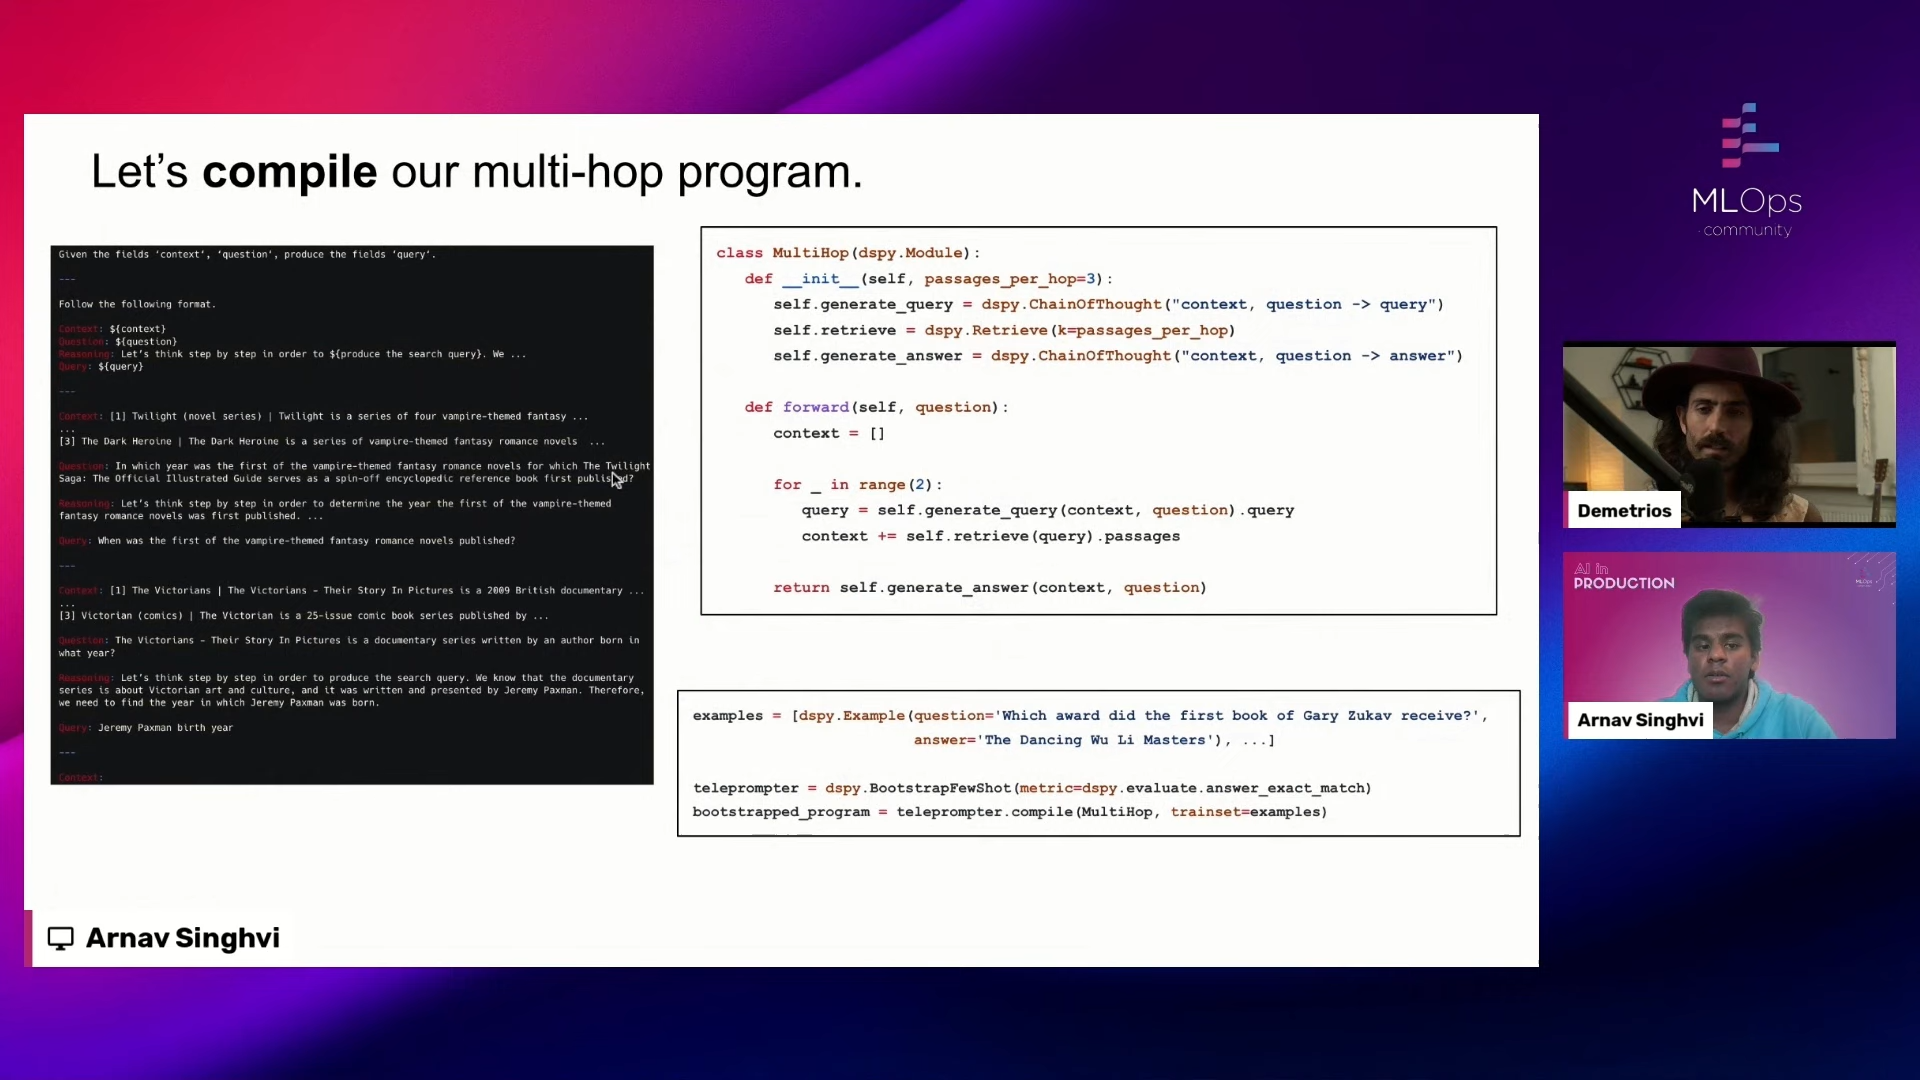 Let's compile our multi-hop program.
Given the fields 'context', 'question', produce the fields 'query'.
---
Follow the following format.
Context: ${context}
Question: ${question}
Reasoning: Let's think step by step in order to ${produce the search query}. We ...
Query: ${query}
---
Context: [1] Twilight (novel series) | Twilight is a series of four vampire-themed fantasy ...
...
[3] The Dark Heroine | The Dark Heroine is a series of vampire-themed fantasy romance novels ...
Question: In which year was the first of the vampire-themed fantasy romance novels for which The Twilight
Saga: The Official Illustrated Guide serves as a spin-off encyclopedic reference book first published?
Reasoning: Let's think step by step in order to determine the year the first of the vampire-themed
fantasy romance novels was first published. ...
Query: When was the first of the vampire-themed fantasy romance novels published?
---
Context: [1] The Victorians | The Victorians - Their Story In Pictures is a 2009 British documentary ...
...
[3] Victorian (comics) | The Victorian is a 25-issue comic book series published by ...
Question: The Victorians - Their Story In Pictures is a documentary series written by an author born in
what year?
Reasoning: Let's think step by step in order to produce the search query. We know that the documentary
series is about Victorian art and culture, and it was written and presented by Jeremy Paxman. Therefore,
we need to find the year in which Jeremy Paxman was born.
Query: Jeremy Paxman birth year
---
Context:
class MultiHop(dspy.Module):
def __init__(self, passages_per_hop=3):
self.generate_query = dspy.ChainOfThought("context, question -> query")
self.retrieve = dspy.Retrieve(k=passages_per_hop)
self.generate_answer = dspy.ChainOfThought("context, question -> answer")
def forward(self, question):
context = []
for _ in range(2):
query = self.generate_query(context, question).query
context += self.retrieve(query).passages
return self.generate_answer(context, question)
examples = [dspy.Example(question='Which award did the first book of Gary Zukav receive?',
answer='The Dancing Wu Li Masters'), ...]
teleprompter = dspy.BootstrapFewShot(metric=dspy.evaluate.answer_exact_match)
bootstrapped_program = teleprompter.compile(MultiHop, trainset=examples)
Arnav Singhvi
MLOps
community
Demetrios
AI in
PRODUCTION
MLOps
Arnav Singhvi